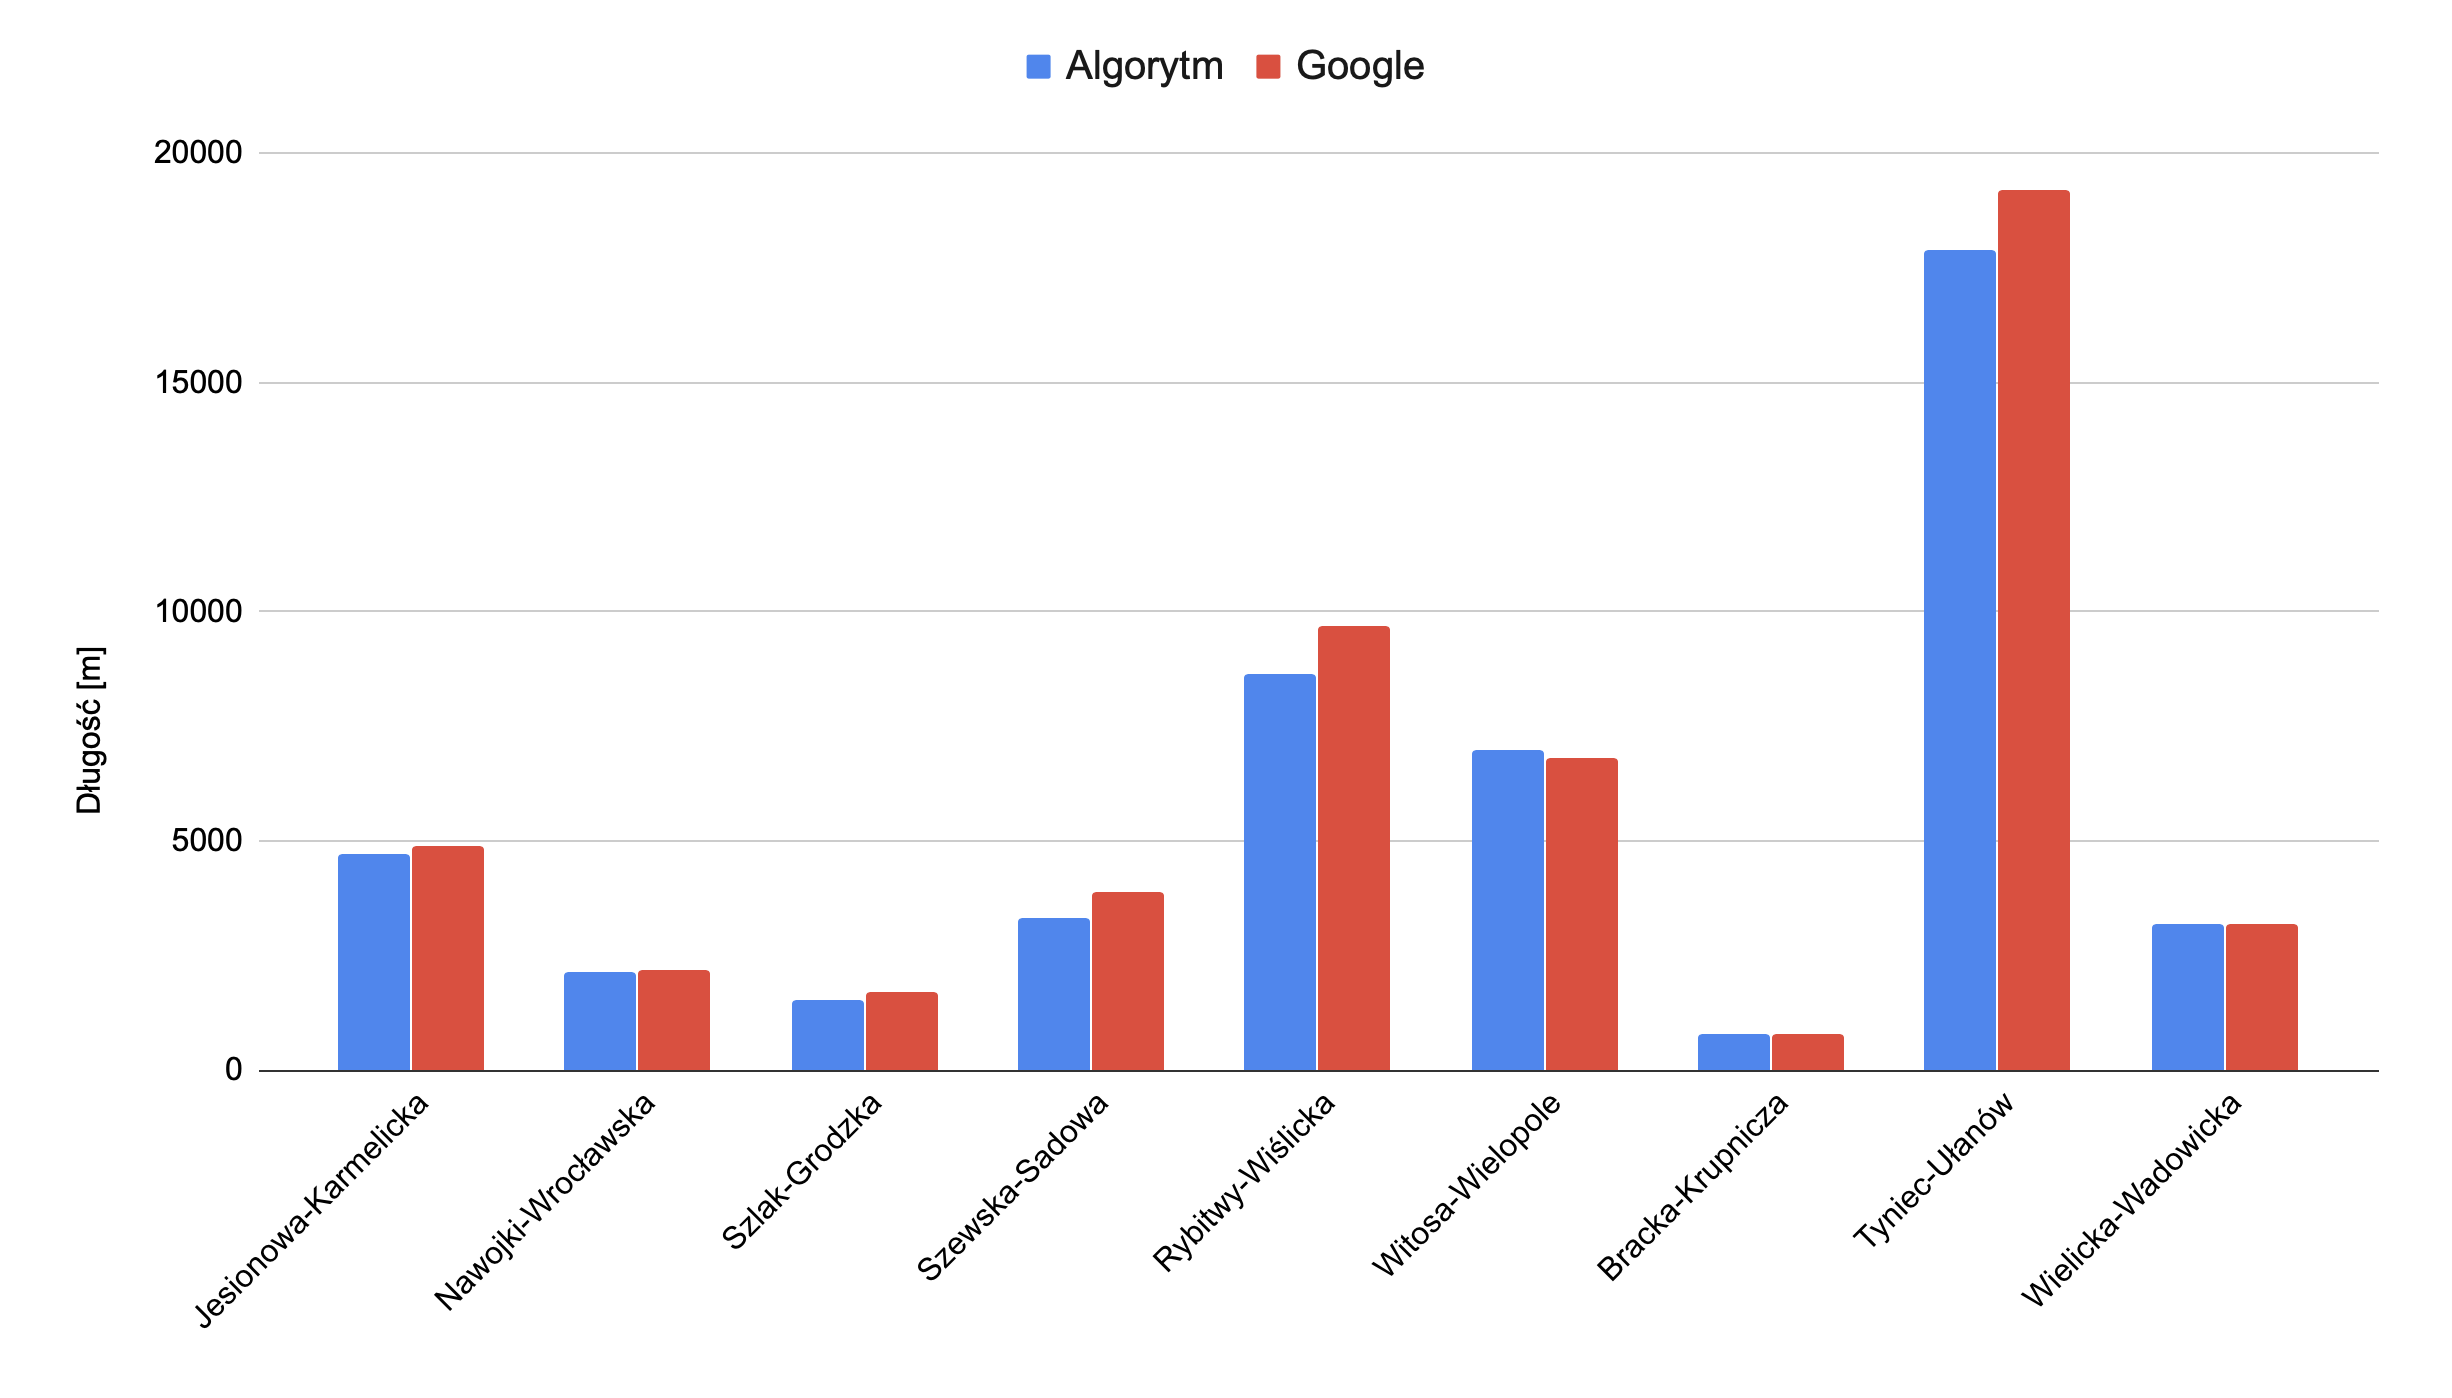 Algorytm Google
20000
15000
10000
5000
0
Długość [m]
Jesionowa-Karmelicka
Nawojki-Wrocławska
Szlak-Grodzka
Szewska-Sadowa
Rybitwy-Wiślicka
Witosa-Wielopole
Bracka-Krupnicza
Tyniec-Ułanów
Wielicka-Wadowicka